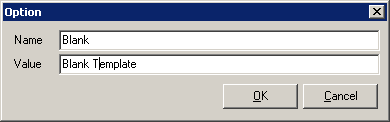 Option
Name Blank
Value Blank Template
OK Cancel